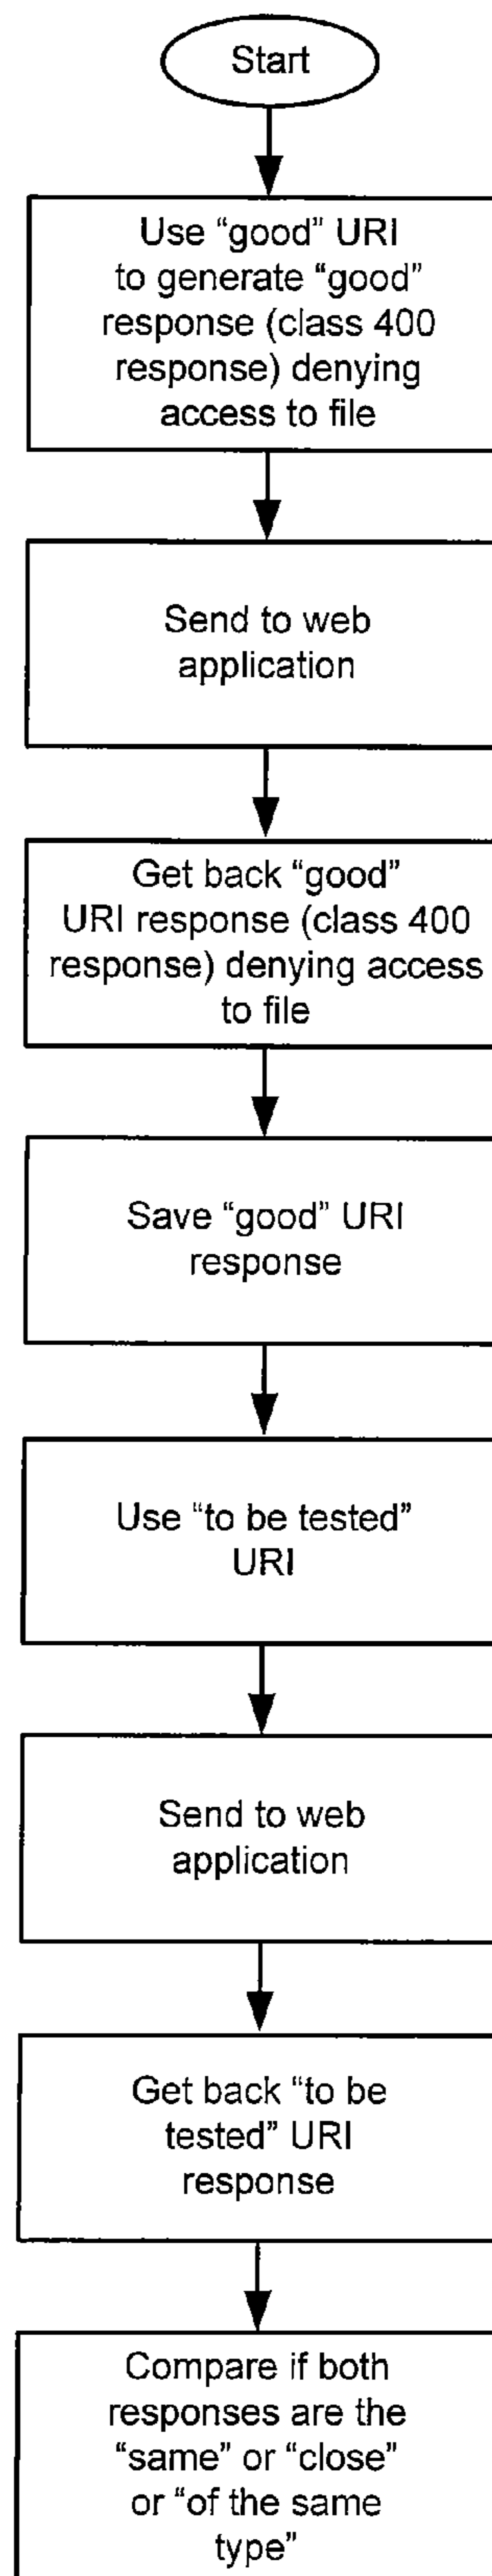 Start
Use “good” URI
to generate “good”
response (class 400
response) denying
access to file
Send to web
application
Get back “good”
URI response (class 400
response) denying access
to file
Save “good” URI
response
Use “to be tested”
URI
Send to web
application
Get back “to be
tested” URI
response
Compare if both
responses are the
“same” or “close”
or “of the same
type”